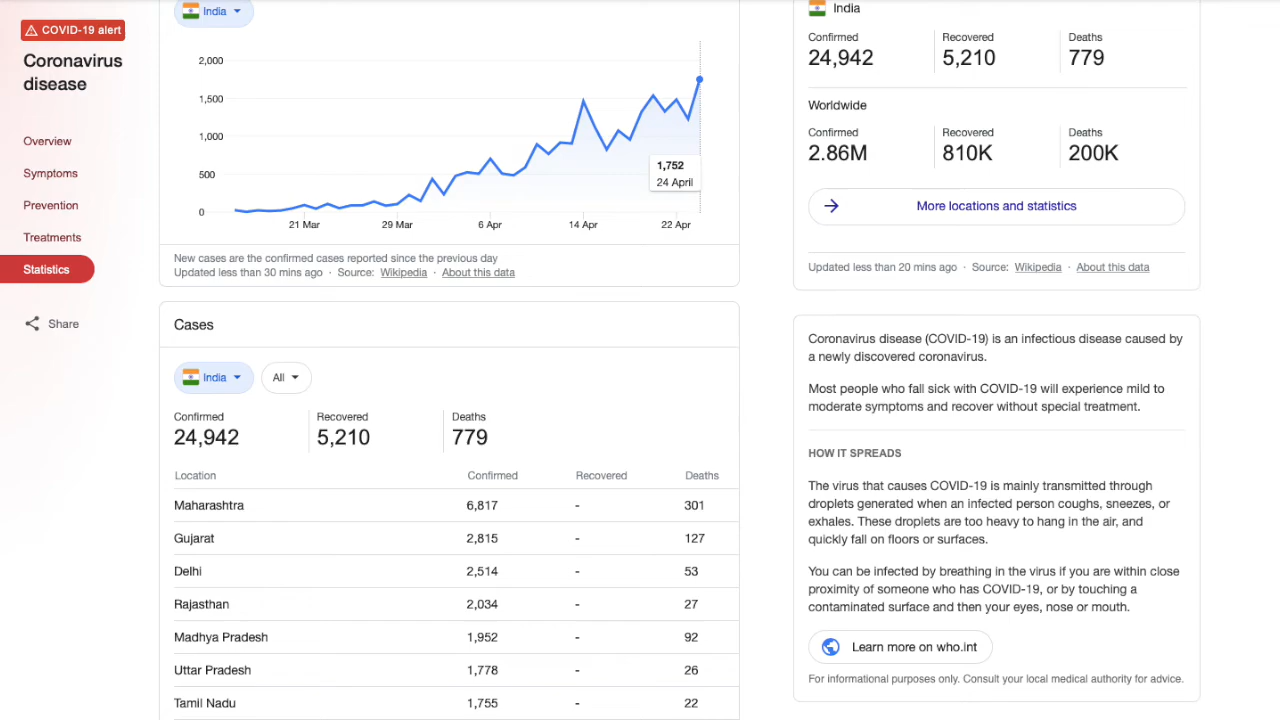 COVID-19 alert
Coronavirus
disease
Overview
Symptoms
Prevention
Treatments
Statistics
Share
India
2,000
1,500
1,000
500
0
1,752
24 April
21 Mar 29 Mar 6 Apr 14 Apr 22 Apr
New cases are the confirmed cases reported since the previous day
Updated less than 30 mins ago · Source: Wikipedia · About this data
Cases
India All
Confirmed Recovered Deaths
24,942 5,210 779
Location Confirmed Recovered Deaths
Maharashtra 6,817 - 301
Gujarat 2,815 - 127
Delhi 2,514 - 53
Rajasthan 2,034 - 27
Madhya Pradesh 1,952 - 92
Uttar Pradesh 1,778 - 26
Tamil Nadu 1,755 - 22
India
Confirmed Recovered Deaths
24,942 5,210 779
Worldwide
Confirmed Recovered Deaths
2.86M 810K 200K
More locations and statistics
Updated less than 20 mins ago · Source: Wikipedia · About this data
Coronavirus disease (COVID-19) is an infectious disease caused by
a newly discovered coronavirus.
Most people who fall sick with COVID-19 will experience mild to
moderate symptoms and recover without special treatment.
HOW IT SPREADS
The virus that causes COVID-19 is mainly transmitted through
droplets generated when an infected person coughs, sneezes, or
exhales. These droplets are too heavy to hang in the air, and
quickly fall on floors or surfaces.
You can be infected by breathing in the virus if you are within close
proximity of someone who has COVID-19, or by touching a
contaminated surface and then your eyes, nose or mouth.
Learn more on who.int
For informational purposes only. Consult your local medical authority for advice.